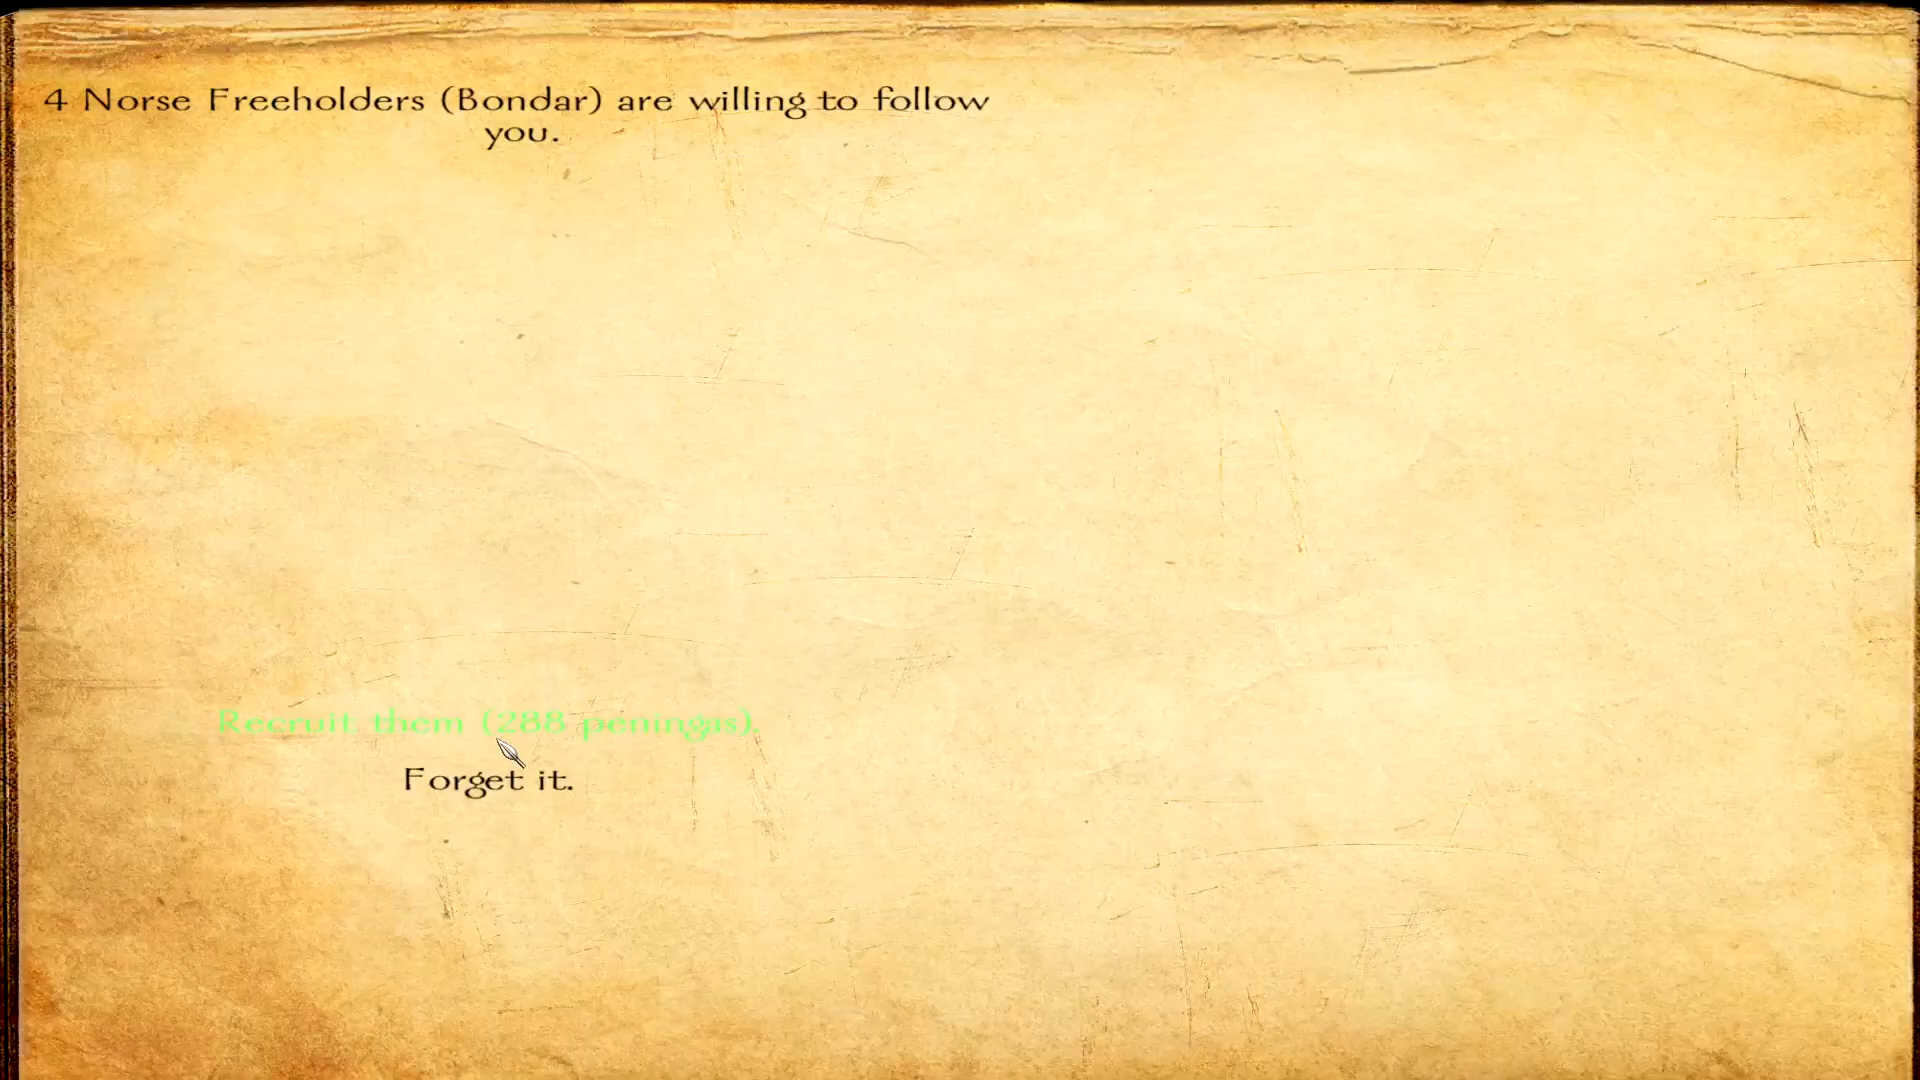 4 Norse Freeholders (Bondar) are willing to follow
you.
Recruit them (288 peningas).
Forget it.